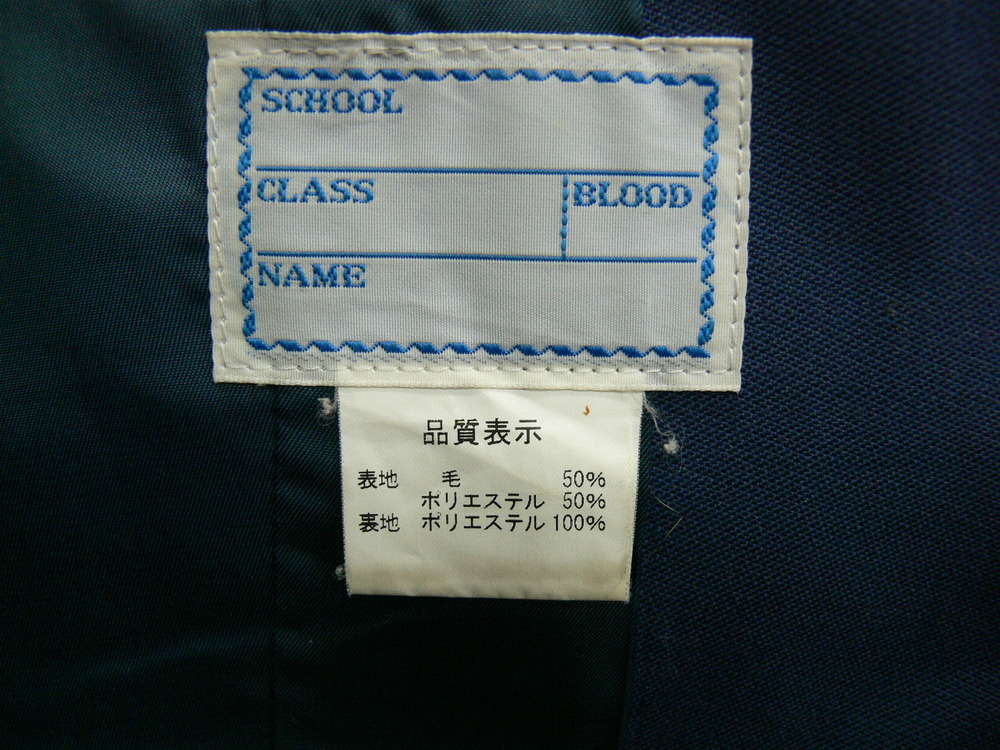 SCHOOL
CLASS BLOOD
NAME
品質表示
表地 毛 50%
ポリエステル 50%
裏地 ポリエステル 100%